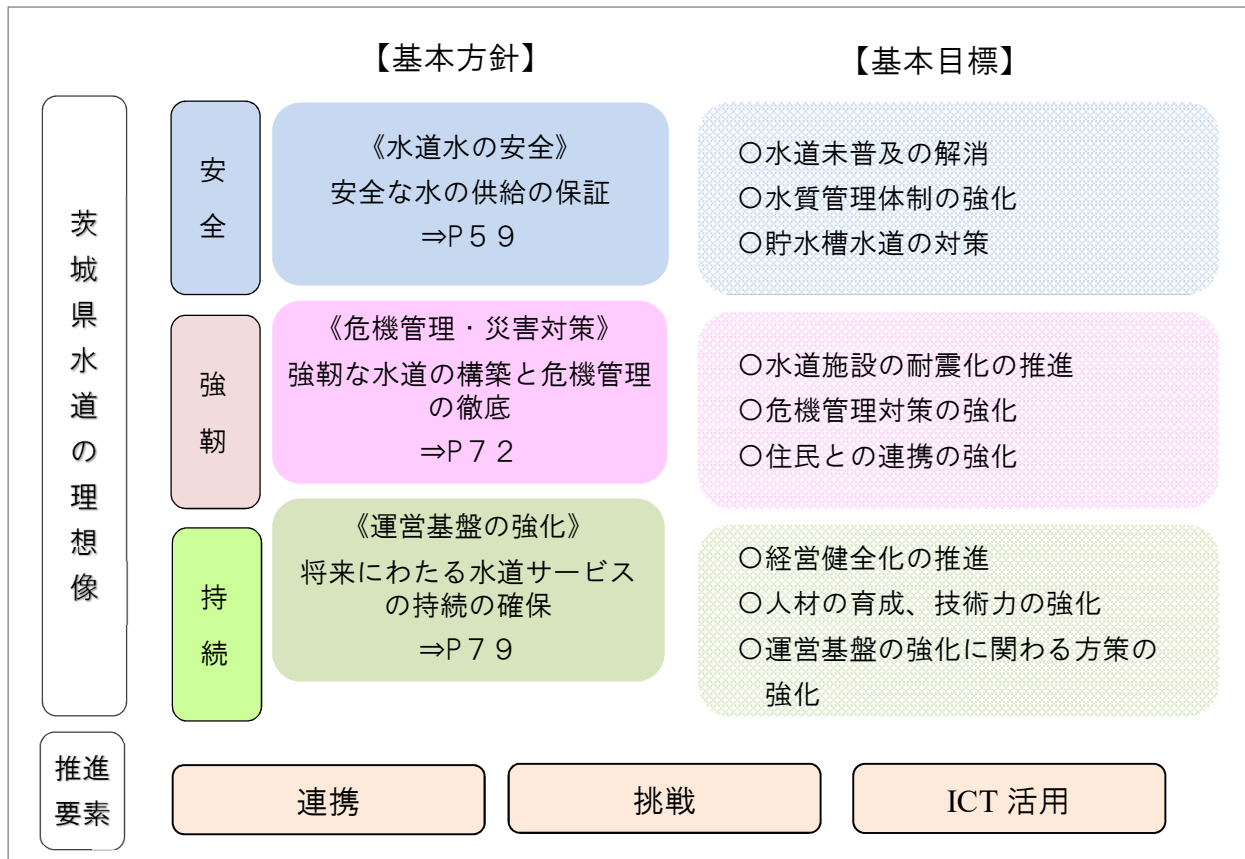 【基本方針】
【基本目標】
茨城県水道の理想像
安全
《水道水の安全》
安全な水の供給の保証
⇒P59
〇水道未普及の解消
〇水質管理体制の強化
〇貯水槽水道の対策
強靭
《危機管理・災害対策》
強靭な水道の構築と危機管理
の徹底
⇒P72
〇水道施設の耐震化の推進
〇危機管理対策の強化
〇住民との連携の強化
持続
《運営基盤の強化》
将来にわたる水道サービス
の持続の確保
⇒P79
〇経営健全化の推進
〇人材の育成、技術力の強化
〇運営基盤の強化に関わる方策の
強化
推進
要素
連携
挑戦
ICT 活用